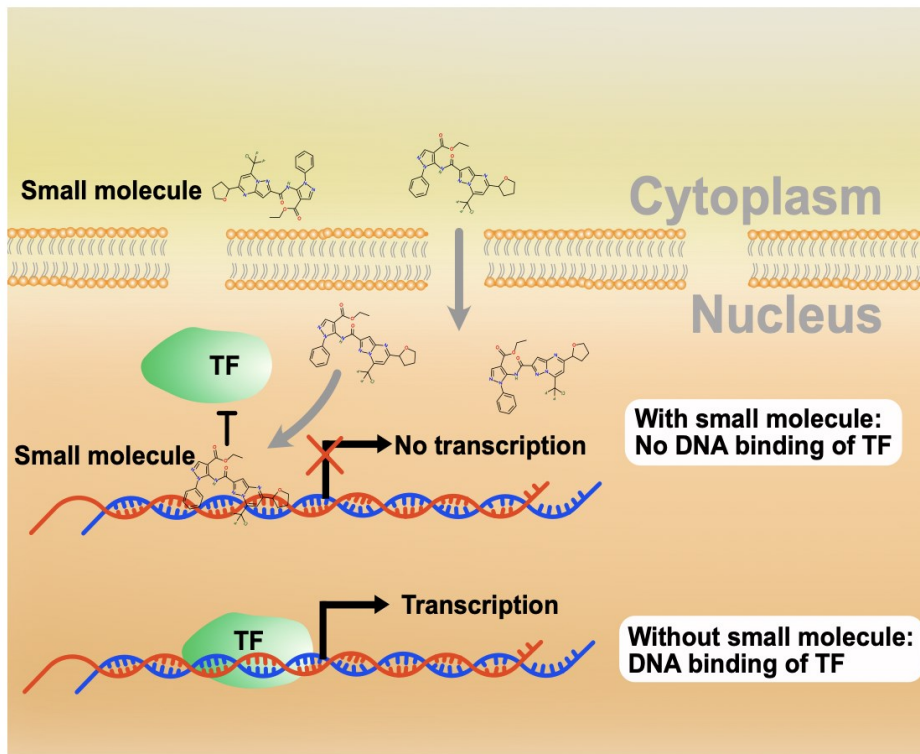 Small molecule
Cytoplasm
Nucleus
TF
Small molecule
No transcription
With small molecule:
No DNA binding of TF
TF
Transcription
Without small molecule:
DNA binding of TF